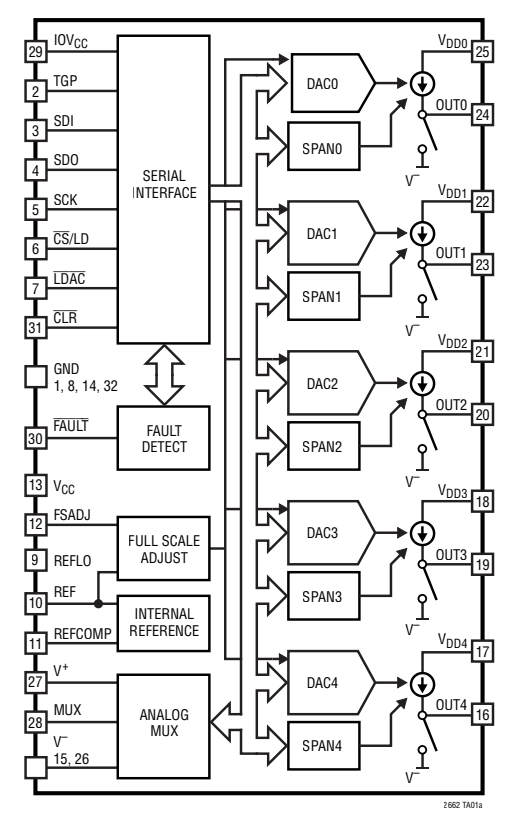 29 IOVCC
2 TGP
3 SDI
4 SDO
5 SCK
6 CS/LD
7 LDAC
31 CLR
GND
1, 8, 14, 32
30 FAULT
13 VCC
12 FSADJ
9 REFLO
10 REF
11 REFCOMP
27 V+
28 MUX
V–
15, 26
SERIAL
INTERFACE
FAULT
DETECT
FULL SCALE
ADJUST
INTERNAL
REFERENCE
ANALOG
MUX
DAC0
SPAN0
VDD0 25
OUT0 24
V–
DAC1
SPAN1
VDD1 22
OUT1 23
V–
DAC2
SPAN2
VDD2 21
OUT2 20
V–
DAC3
SPAN3
VDD3 18
OUT3 19
V–
DAC4
SPAN4
VDD4 17
OUT4 16
V–
2662 TA01a